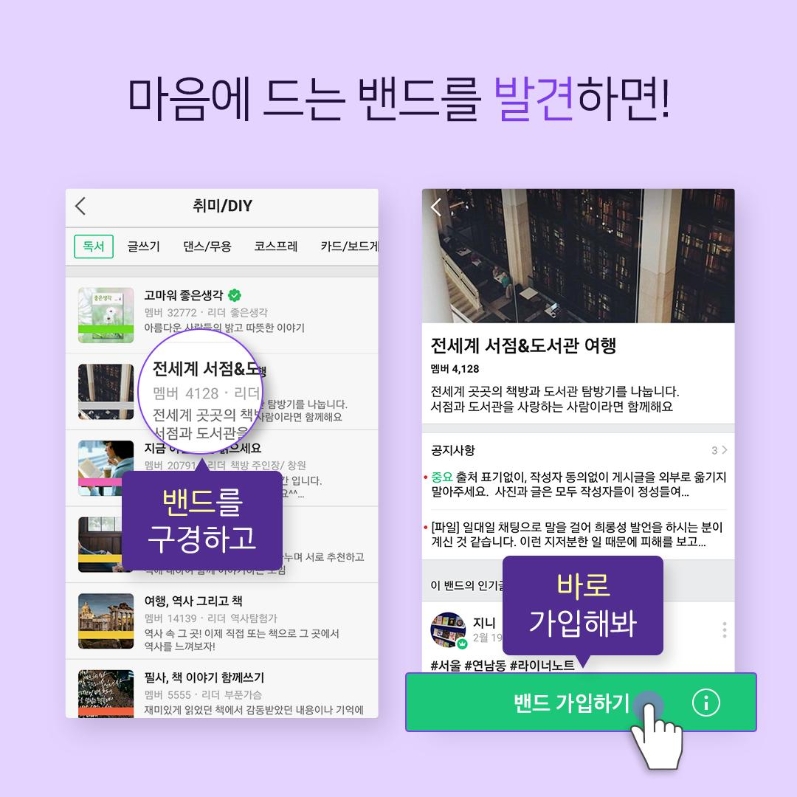 마음에 드는 밴드를 발견하면!
취미/DIY
독서 글쓰기 댄스/무용 코스프레 카드/보드게
고마워 좋은생각
멤버 32772 · 리더 좋은생각
아름다운 사람들의 밝고 따뜻한 이야기
전세계 서점&도
멤버 4128 · 리더
전세계 곳곳의 책방
서점과 도서관을
탐방기를 나눕니다.
사람이라면 함께해요
지금
읽으세요
멤버 20791 · 리더 책방 주인장/ 창원
간 입니다.
요^^...
밴드를
구경하고
누며 서로 추천하고
여행, 역사 그리고 책
멤버 14139 · 리더 역사탐험가
역사 속 그 곳! 이제 직접 또는 책으로 그 곳에서
역사를 느껴보자!
필사, 책 이야기 함께쓰기
멤버 5555 · 리더 부문가슴
재미있게 읽었던 책에서 감동받았던 내용이나 기억에
전세계 서점&도서관 여행
멤버 4,128
전세계 곳곳의 책방과 도서관 탐방기를 나눕니다.
서점과 도서관을 사랑하는 사람이라면 함께해요
공지사항 3
중요 출처 표기없이, 작성자 동의없이 게시글을 외부로 옮기지
말아주세요. 사진과 글은 모두 작성자들이 정성들여...
[파일] 일대일 채팅으로 말을 걸어 희롱성 발언을 하시는 분이
계신 것 같습니다. 이런 지저분한 일 때문에 피해를 보고...
이 밴드의 인기글
바로
가입해봐
지니
2월 19
#서울 #연남동 #라이너노트
밴드 가입하기